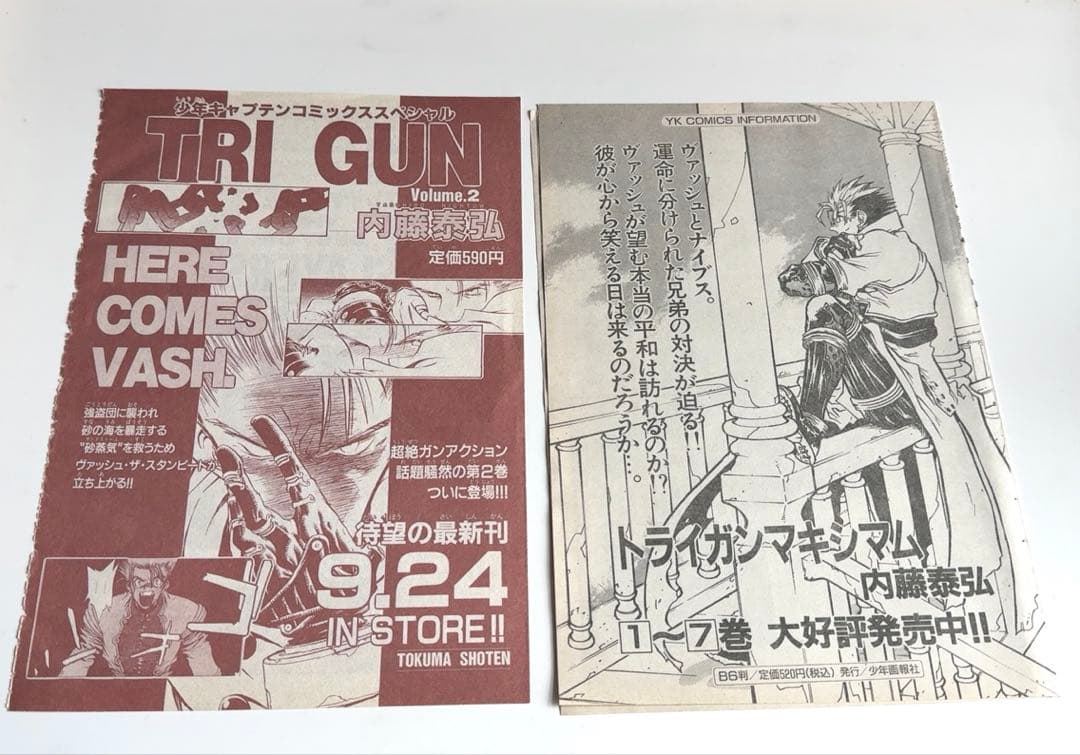 少年キャプテンコミックススペシャル
TRI GUN
Volume.2
内藤泰弘
定価590円
HERE
COMES
VASH.
強盗団に襲われ
砂の海を暴走する
“砂蒸気”を救うため
ヴァッシュ・ザ・スタンピートが
立ち上がる!!
超絶ガンアクション
話題騒然の第2巻
ついに登場!!!
待望の最新刊
9.24
IN STORE!!
TOKUMA SHOTEN
YK COMICS INFORMATION
ヴァッシュとナイブス。
運命に分けられた兄弟の対決が迫る!!
ヴァッシュが望む本当の平和は訪れるのか!?
彼が心から笑える日は来るのだろうか…。
トライガンマキシマム
内藤泰弘
1〜7巻 大好評発売中!!
B6判/定価520円(税込) 発行/少年画報社